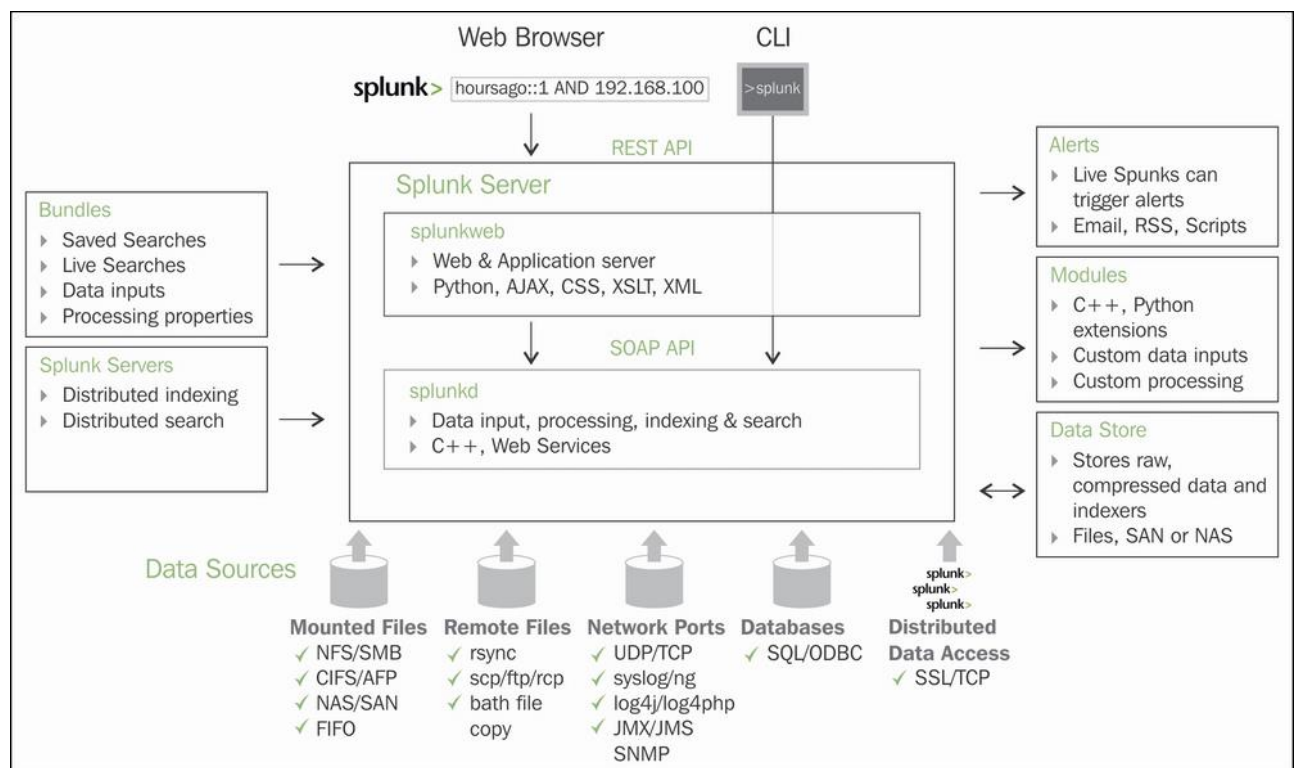 Web Browser
CLI
splunk>
hoursago::1 AND 192.168.100
>splunk
REST API
Bundles
Saved Searches
Live Searches
Data inputs
Processing properties
Splunk Servers
Distributed indexing
Distributed search
Splunk Server
splunkweb
Web & Application server
Python, AJAX, CSS, XSLT, XML
SOAP API
splunkd
Data input, processing, indexing & search
C++, Web Services
Alerts
Live Spunks can
trigger alerts
Email, RSS, Scripts
Modules
C++, Python
extensions
Custom data inputs
Custom processing
Data Store
Stores raw,
compressed data and
indexers
Files, SAN or NAS
Data Sources
Mounted Files
NFS/SMB
CIFS/AFP
NAS/SAN
FIFO
Remote Files
rsync
scp/ftp/rcp
bath file
copy
Network Ports
UDP/TCP
syslog/ng
log4j/log4php
JMX/JMS
SNMP
Databases
SQL/ODBC
splunk>
splunk>
splunk>
Distributed
Data Access
SSL/TCP